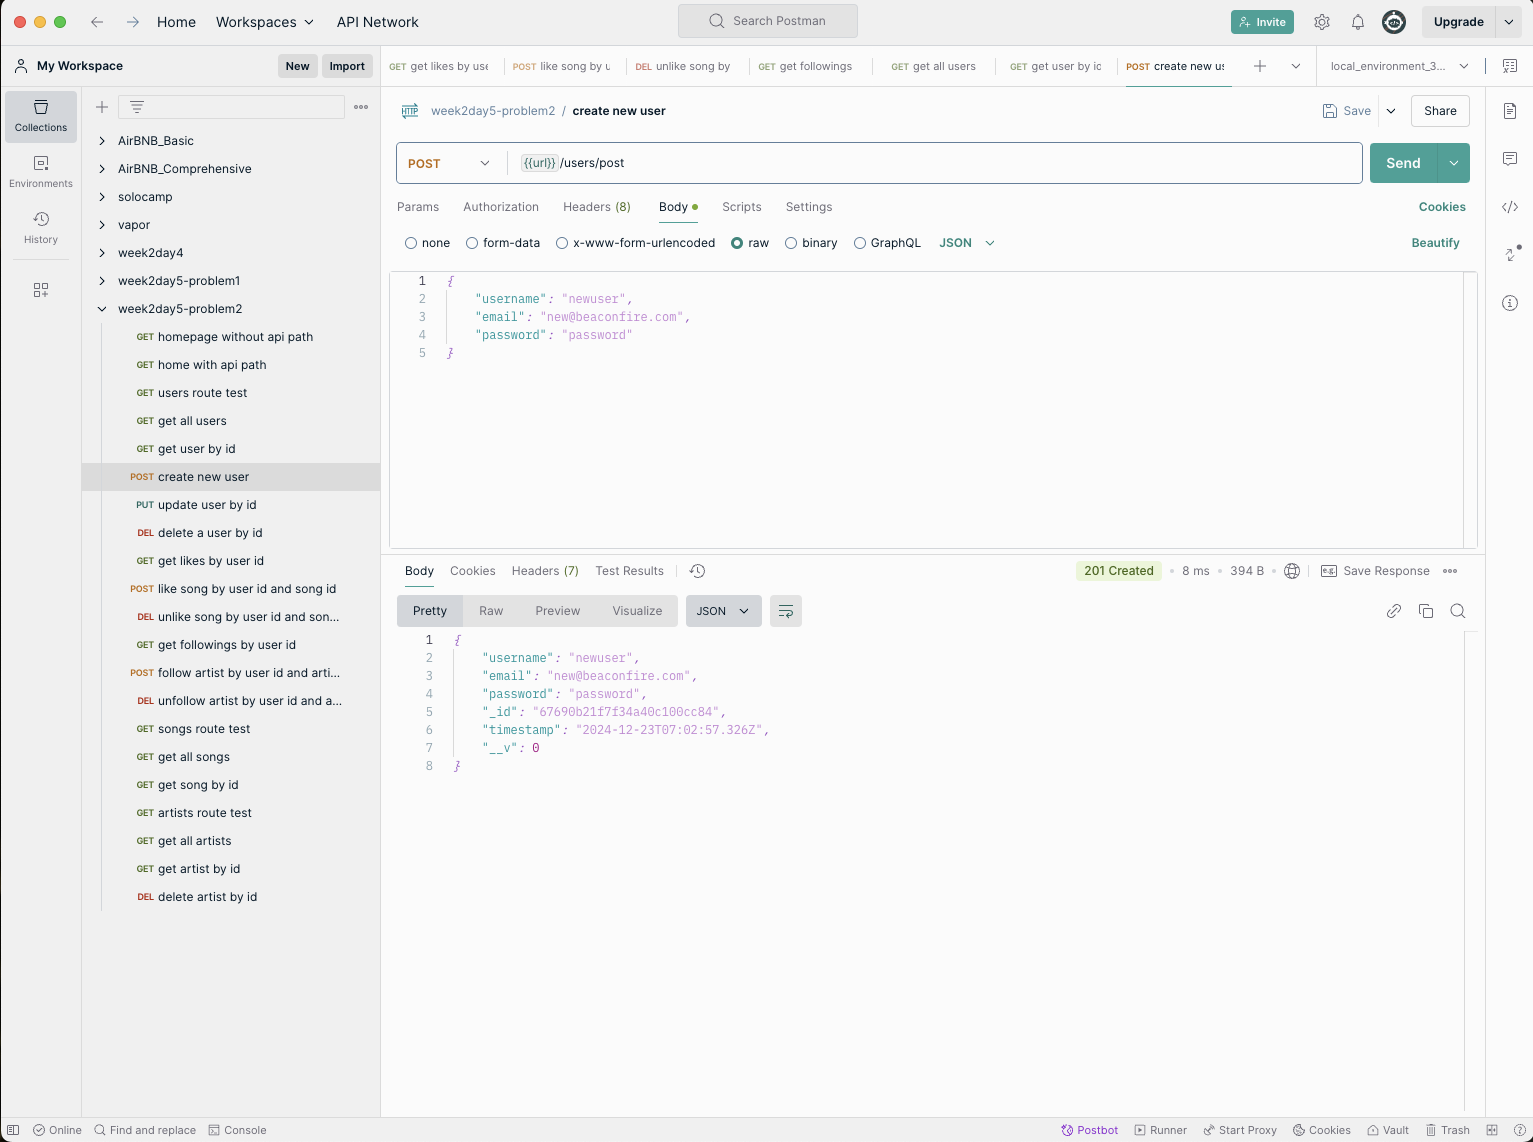 Home
Workspaces
API Network
Search Postman
Invite
Upgrade
My Workspace
New
Import
GET get likes by use
POST like song by u
DEL unlike song by
GET get followings
GET get all users
GET get user by ic
POST create new us
local_environment_3...
Collections
Environments
History
AirBNB_Basic
AirBNB_Comprehensive
solocamp
vapor
week2day4
week2day5-problem1
week2day5-problem2
GET homepage without api path
GET home with api path
GET users route test
GET get all users
GET get user by id
POST create new user
PUT update user by id
DEL delete a user by id
GET get likes by user id
POST like song by user id and song id
DEL unlike song by user id and son...
GET get followings by user id
POST follow artist by user id and arti...
DEL unfollow artist by user id and a...
GET songs route test
GET get all songs
GET get song by id
GET artists route test
GET get all artists
GET get artist by id
DEL delete artist by id
HTTP week2day5-problem2 / create new user
Save
Share
POST
{{url}}/users/post
Send
Params
Authorization
Headers (8)
Body
Scripts
Settings
Cookies
none
form-data
x-www-form-urlencoded
raw
binary
GraphQL
JSON
Beautify
1 {
2 "username": "newuser",
3 "email": "new@beaconfire.com",
4 "password": "password"
5 }
Body
Cookies
Headers (7)
Test Results
201 Created
8 ms
394 B
e.g.
Save Response
Pretty
Raw
Preview
Visualize
JSON
1 {
2 "username": "newuser",
3 "email": "new@beaconfire.com",
4 "password": "password",
5 "_id": "67690b21f7f34a40c100cc84",
6 "timestamp": "2024-12-23T07:02:57.326Z",
7 "__v": 0
8 }
Online
Find and replace
Console
Postbot
Runner
Start Proxy
Cookies
Vault
Trash